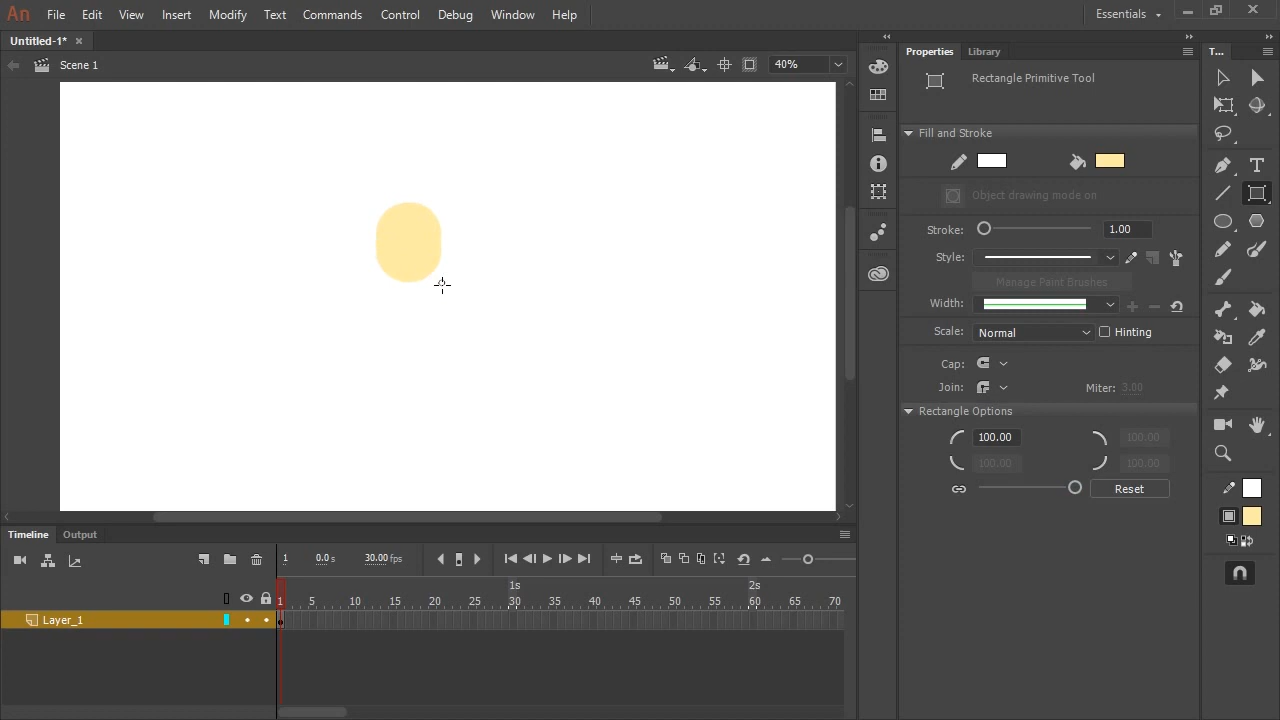 An File Edit View Insert Modify Text Commands Control Debug Window Help Essentials
Untitled-1*
Scene 1 40%
Properties Library T...
Rectangle Primitive Tool
Fill and Stroke
Object drawing mode on
Stroke: 1.00
Style:
Manage Paint Brushes
Width:
Scale: Normal Hinting
Cap:
Join: Miter: 3.00
Rectangle Options
100.00 100.00
100.00 100.00
Reset
Timeline Output
1 0.0 s 30.00 fps
1s 2s
1 5 10 15 20 25 30 35 40 45 50 55 60 65 70
Layer_1